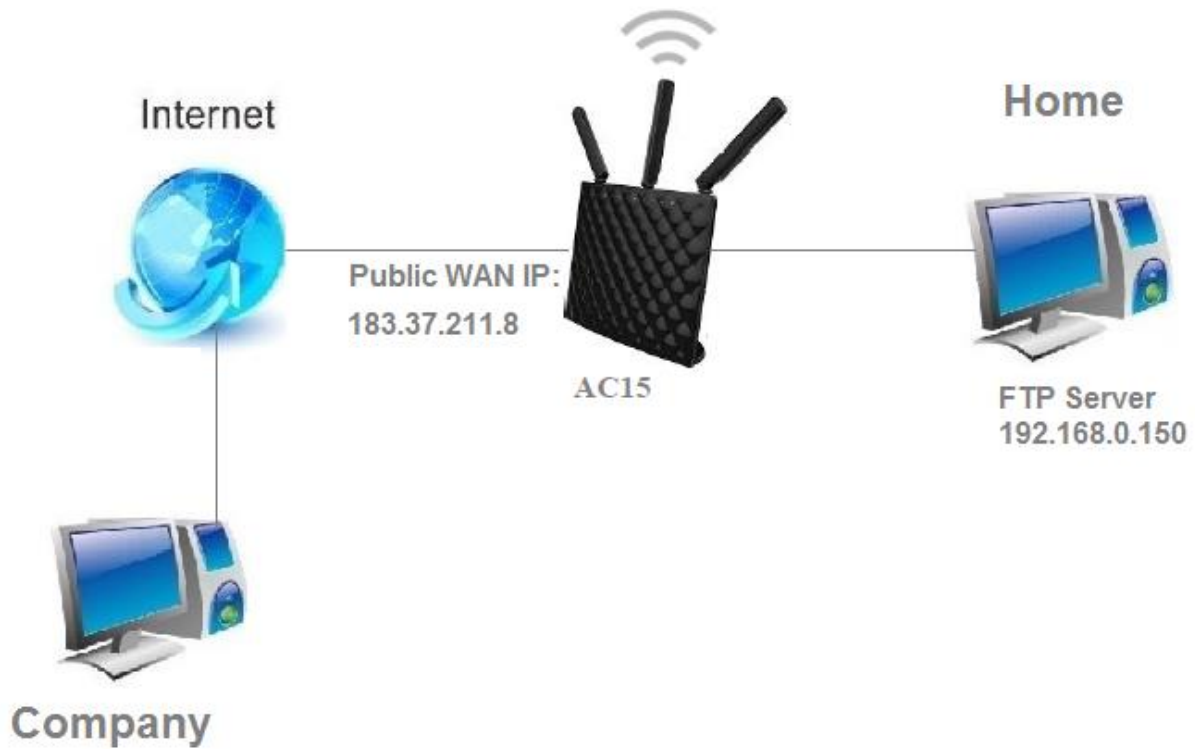 Internet
Home
Public WAN IP:
183.37.211.8
AC15
FTP Server
192.168.0.150
Company